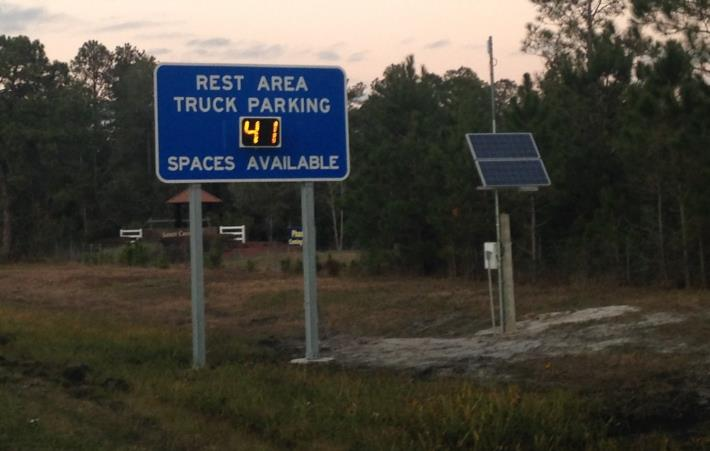 REST AREA
TRUCK PARKING
41
SPACES AVAILABLE